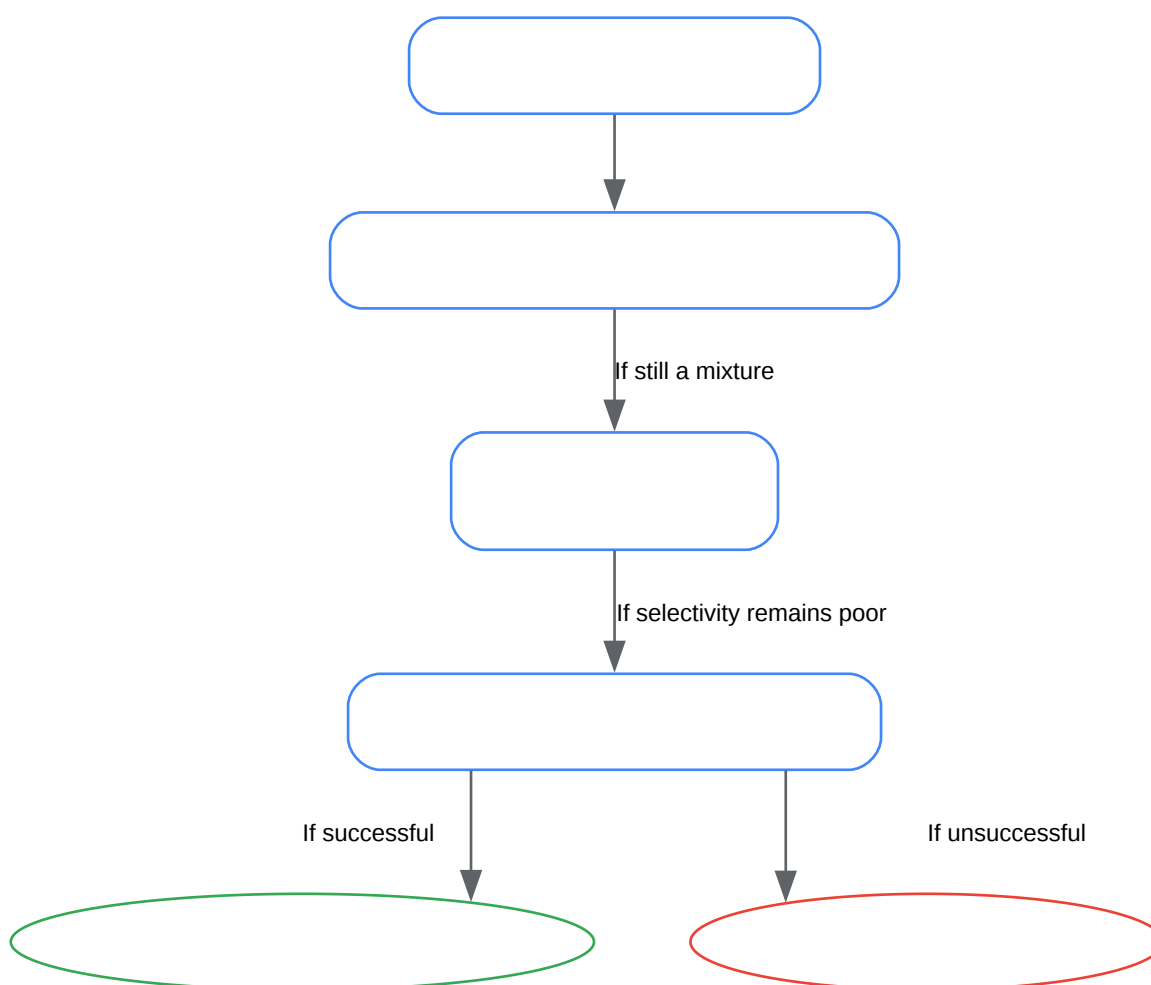 If still a mixture
If selectivity remains poor
If successful
If unsuccessful